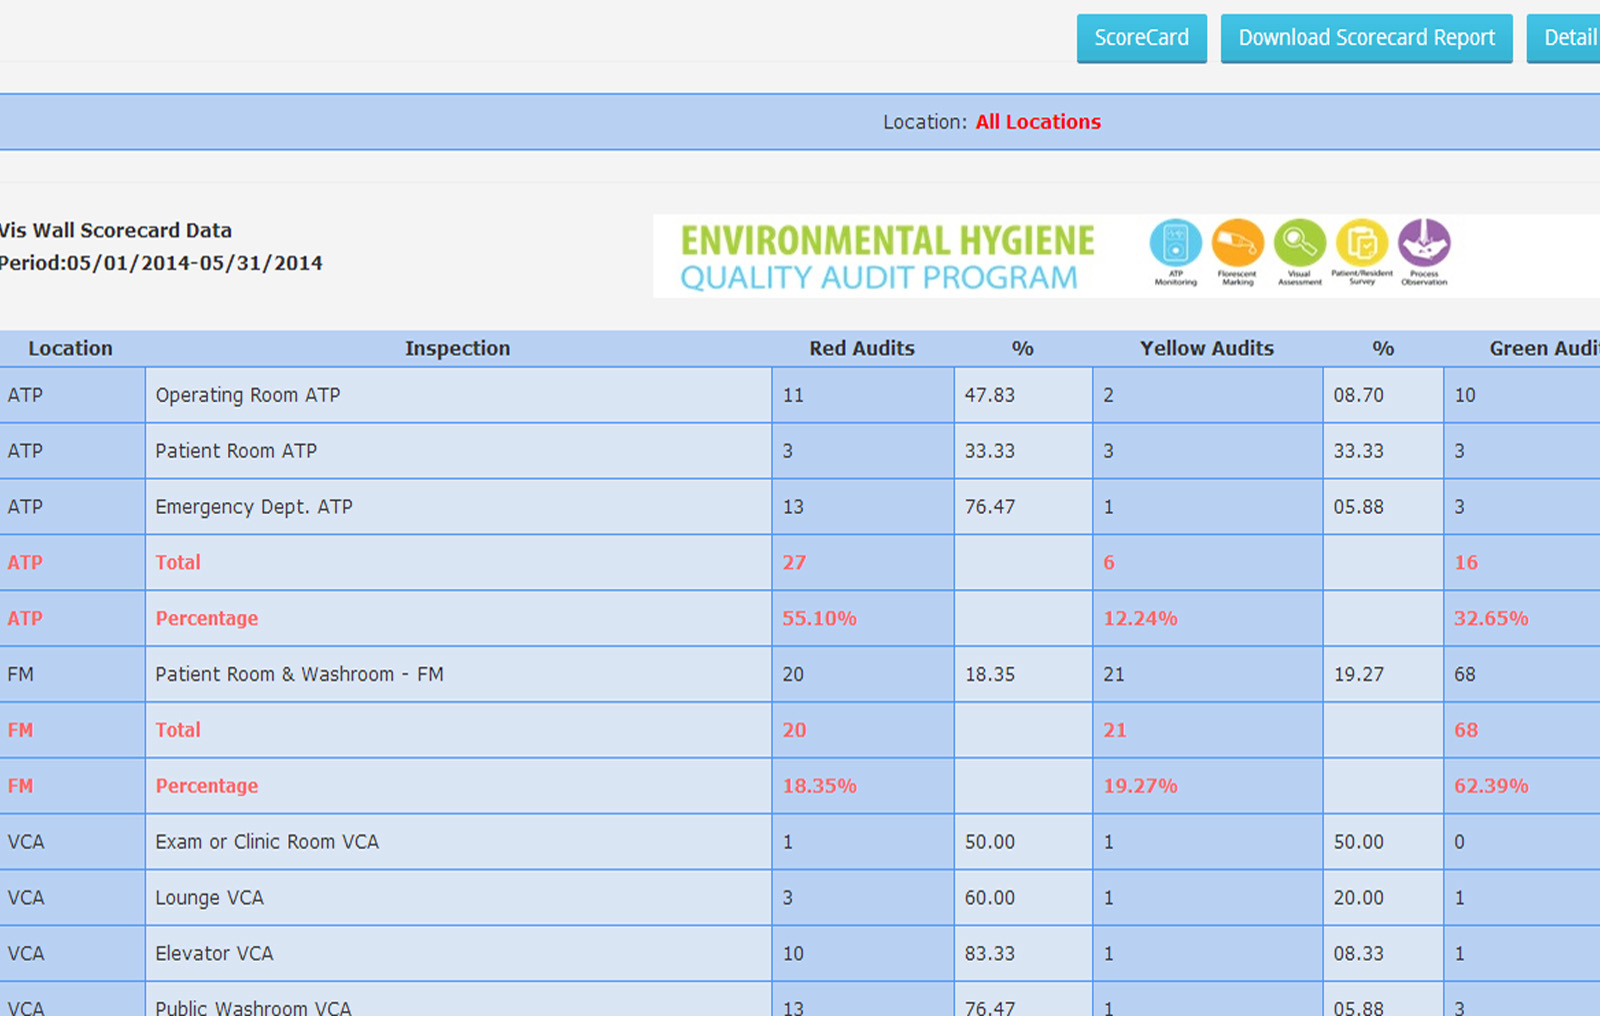 ScoreCard Download Scorecard Report Detail
Location: All Locations
Vis Wall Scorecard Data
Period:05/01/2014-05/31/2014
ENVIRONMENTAL HYGIENE
QUALITY AUDIT PROGRAM
ATP Monitoring
Florescent Marking
Visual Assessment
Patient/Resident Survey
Process Observation
Location Inspection Red Audits % Yellow Audits % Green Audi
ATP Operating Room ATP 11 47.83 2 08.70 10
ATP Patient Room ATP 3 33.33 3 33.33 3
ATP Emergency Dept. ATP 13 76.47 1 05.88 3
ATP Total 27 6 16
ATP Percentage 55.10% 12.24% 32.65%
FM Patient Room & Washroom - FM 20 18.35 21 19.27 68
FM Total 20 21 68
FM Percentage 18.35% 19.27% 62.39%
VCA Exam or Clinic Room VCA 1 50.00 1 50.00 0
VCA Lounge VCA 3 60.00 1 20.00 1
VCA Elevator VCA 10 83.33 1 08.33 1
VCA Public Washroom VCA 13 76.47 1 05.88 3